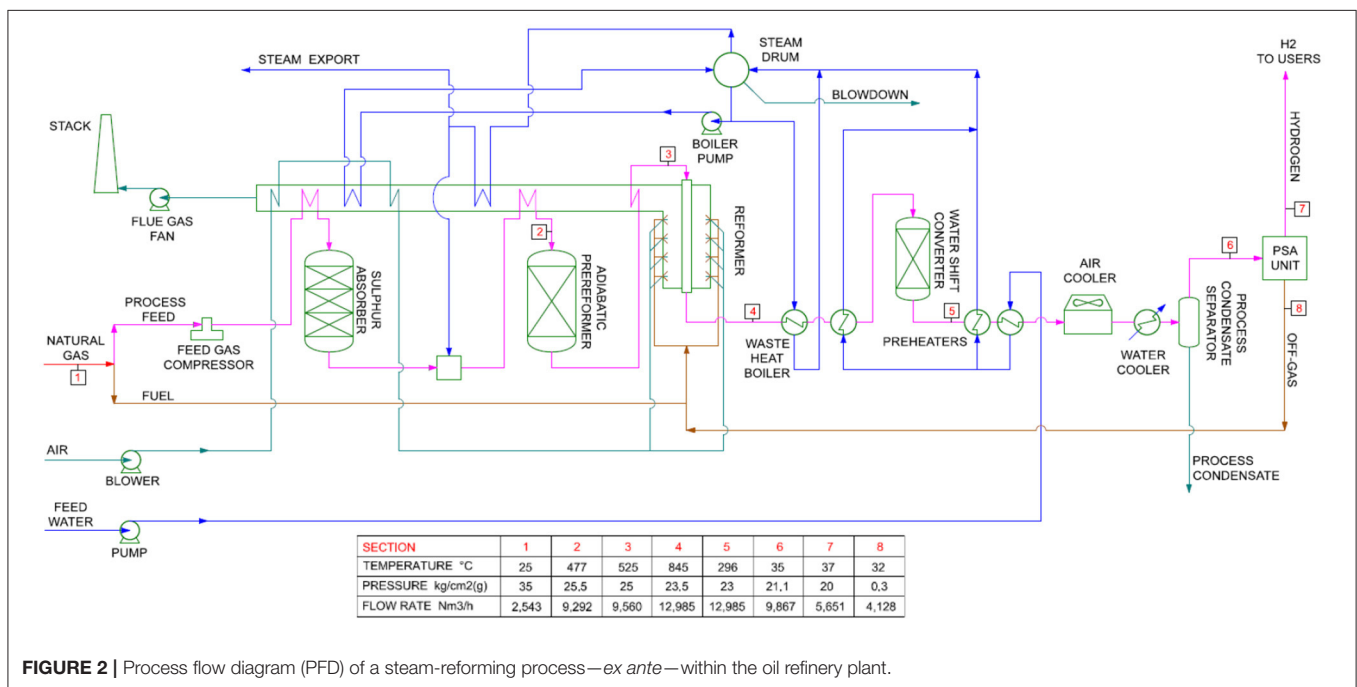 STEAM EXPORT
STEAM
DRUM
H2
TO USERS
BLOWDOWN
STACK
BOILER
PUMP
3
HYDROGEN
FLUE GAS
FAN
REFORMER
WATER SHIFT
CONVERTER
7
2
6
PSA
UNIT
SULPHUR
ABSORBER
ADIABATIC
PREREFORMER
AIR
COOLER
PROCESS
FEED
4
5
8
PROCESS
CONDENSATE
SEPARATOR
NATURAL
GAS
1
FEED GAS
COMPRESSOR
WASTE
HEAT
BOILER
PREHEATERS
WATER
COOLER
OFF-GAS
FUEL
AIR
BLOWER
PROCESS
CONDENSATE
FEED
WATER
PUMP
SECTION 1 2 3 4 5 6 7 8
TEMPERATURE °C 25 477 525 845 296 35 37 32
PRESSURE kg/cm2(g) 35 25,5 25 23,5 23 21,1 20 0,3
FLOW RATE Nm3/h 2,543 9,292 9,560 12,985 12,985 9,867 5,651 4,128
FIGURE 2 | Process flow diagram (PFD) of a steam-reforming process—ex ante—within the oil refinery plant.